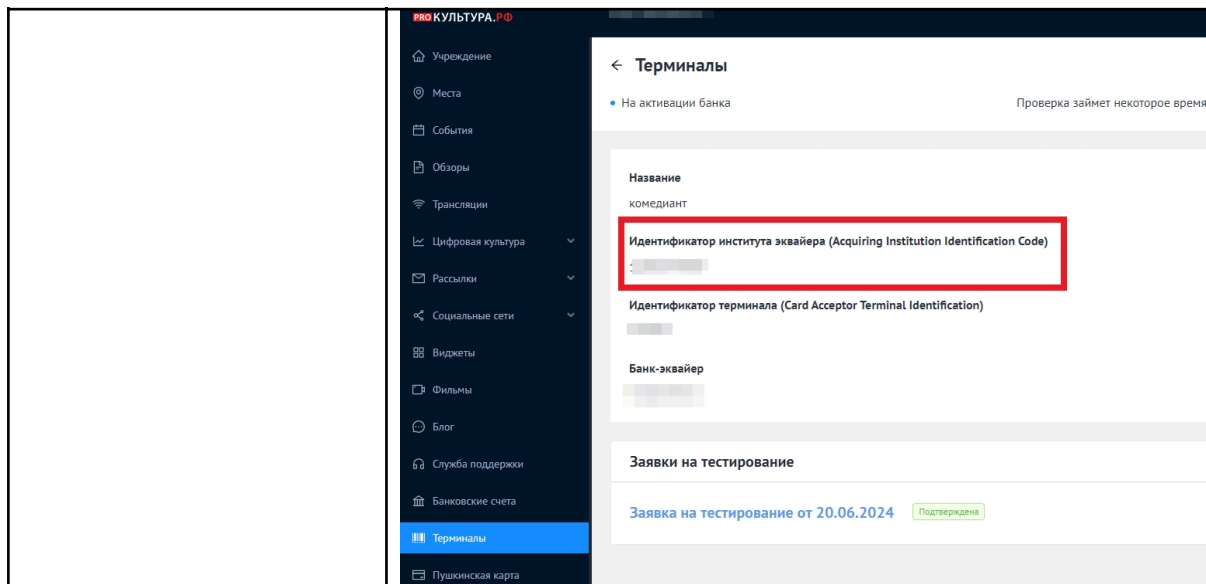 PRO КУЛЬТУРА.РФ
Учреждение
Места
События
Обзоры
Трансляции
Цифровая культура
Рассылки
Социальные сети
Виджеты
Фильмы
Блог
Служба поддержки
Банковские счета
Терминалы
Пушкинская карта
← Терминалы
• На активации банка
Проверка займет некоторое время
Название
комедиант
Идентификатор института эквайера (Acquiring Institution Identification Code)
Идентификатор терминала (Card Acceptor Terminal Identification)
Банк-эквайер
Заявки на тестирование
Заявка на тестирование от 20.06.2024 Подтверждена